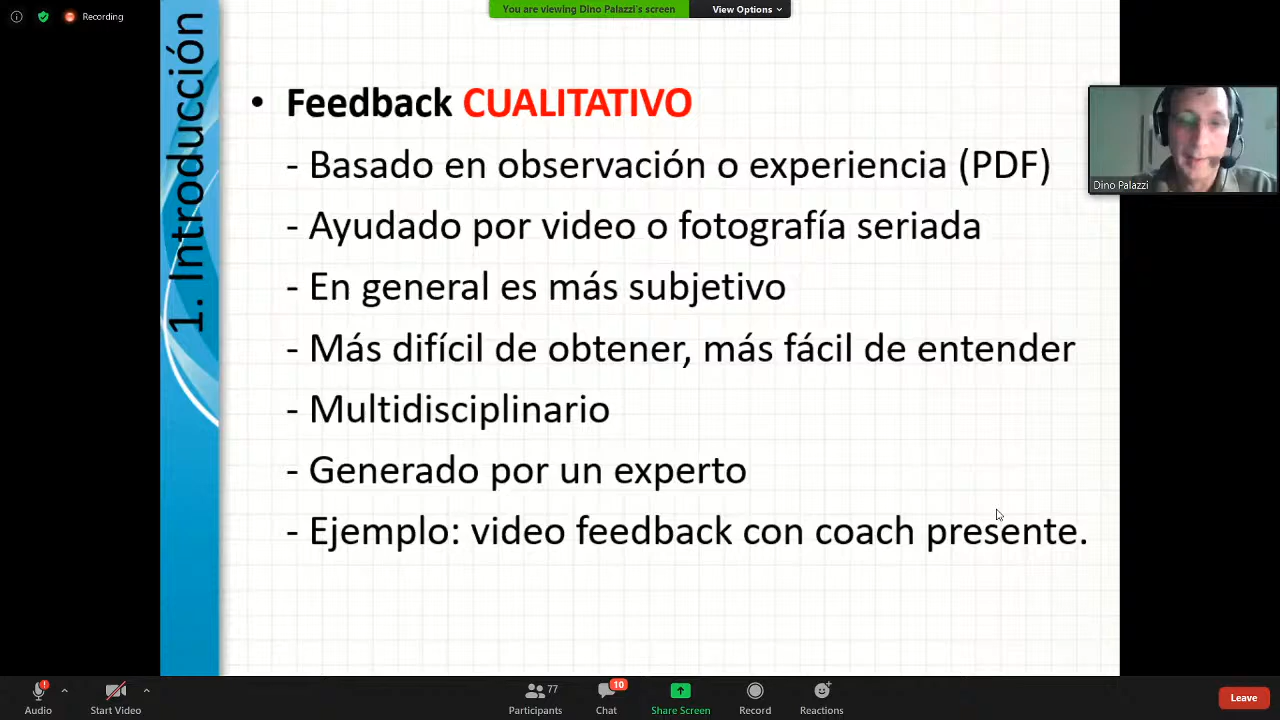 Recording
You are viewing Dino Palazzi's screen
View Options
1. Introducción
• Feedback CUALITATIVO
- Basado en observación o experiencia (PDF)
- Ayudado por video o fotografía seriada
- En general es más subjetivo
- Más difícil de obtener, más fácil de entender
- Multidisciplinario
- Generado por un experto
- Ejemplo: video feedback con coach presente.
Dino Palazzi
Audio
Start Video
77
Participants
10
Chat
Share Screen
Record
Reactions
Leave